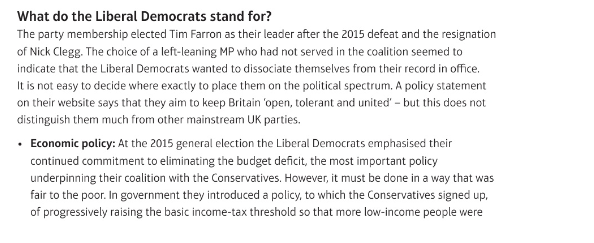 What do the Liberal Democrats stand for?
The party membership elected Tim Farron as their leader after the 2015 defeat and the resignation
of Nick Clegg. The choice of a left-leaning MP who had not served in the coalition seemed to
indicate that the Liberal Democrats wanted to dissociate themselves from their record in office.
It is not easy to decide where exactly to place them on the political spectrum. A policy statement
on their website says that they aim to keep Britain ‘open, tolerant and united’ – but this does not
distinguish them much from other mainstream UK parties.
• Economic policy: At the 2015 general election the Liberal Democrats emphasised their
continued commitment to eliminating the budget deficit, the most important policy
underpinning their coalition with the Conservatives. However, it must be done in a way that was
fair to the poor. In government they introduced a policy, to which the Conservatives signed up,
of progressively raising the basic income-tax threshold so that more low-income people were